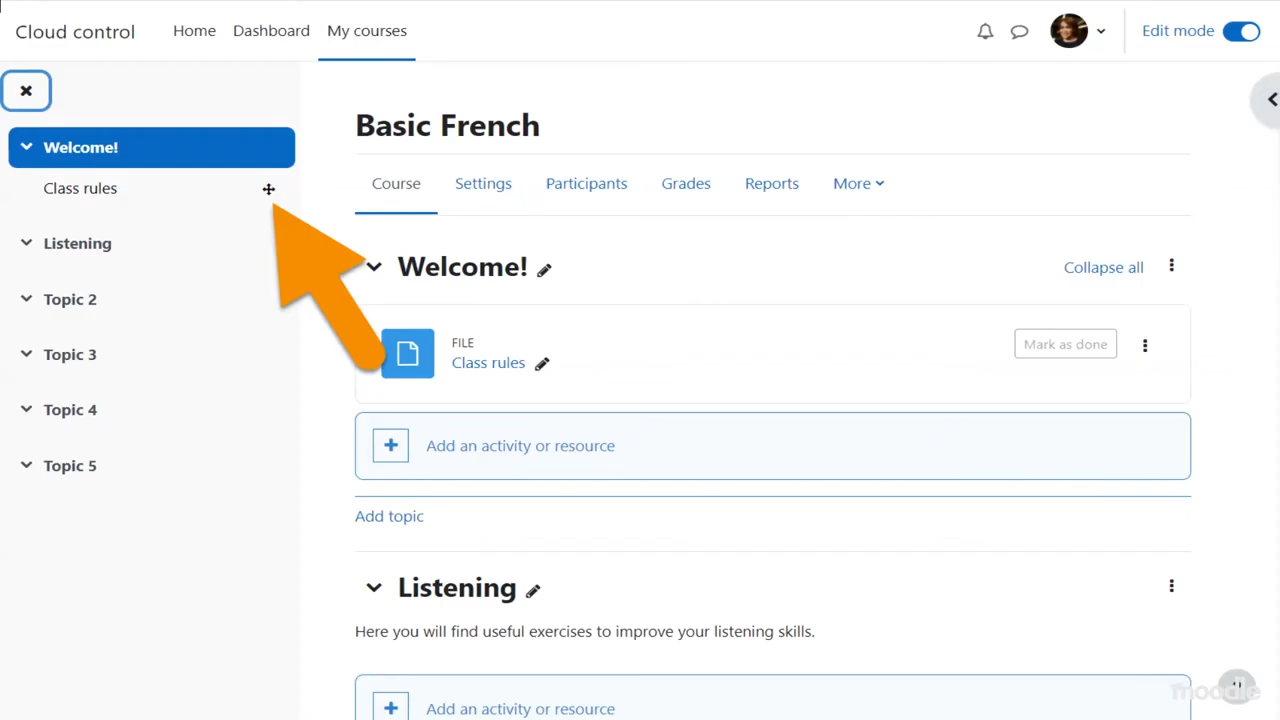 Cloud control
Home Dashboard My courses
Edit mode
Welcome!
Class rules
Listening
Topic 2
Topic 3
Topic 4
Topic 5
Basic French
Course Settings Participants Grades Reports More
Welcome!
Collapse all
FILE
Class rules
Mark as done
Add an activity or resource
Add topic
Listening
Here you will find useful exercises to improve your listening skills.
Add an activity or resource
moodle